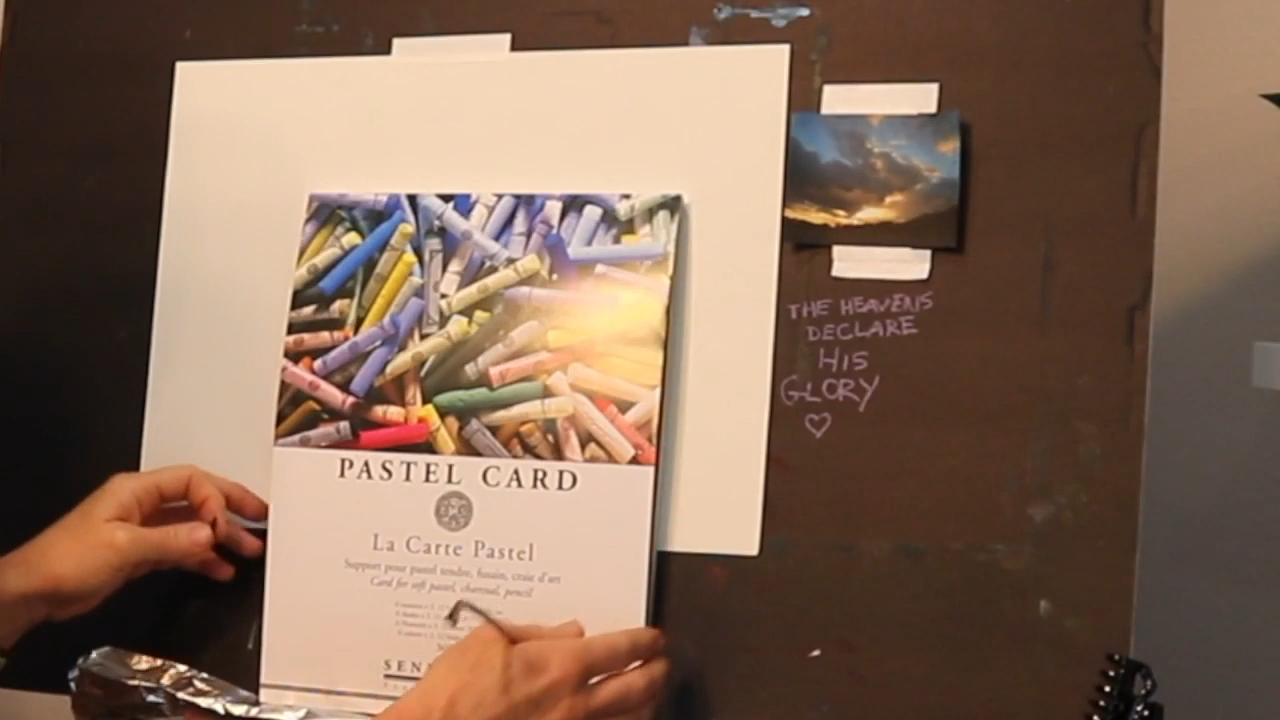 PASTEL CARD
La Carte Pastel
Support pour pastel tendre, fusain, craie d'art
Card for soft pastel, charcoal, pencil
THE HEAVENS
DECLARE
HIS
GLORY